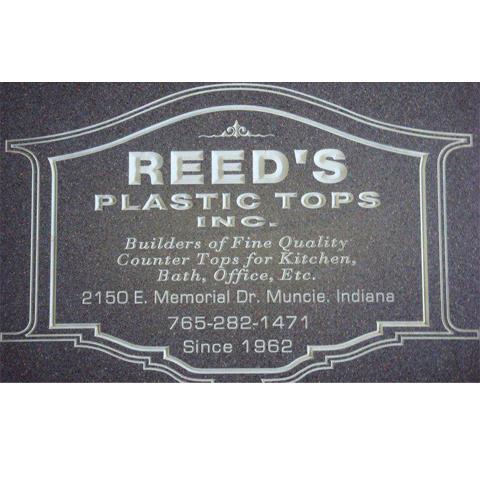 REED'S
PLASTIC TOPS
INC.
Builders of Fine Quality
Counter Tops for Kitchen,
Bath, Office, Etc.
2150 E. Memorial Dr. Muncie, Indiana
765-282-1471
Since 1962